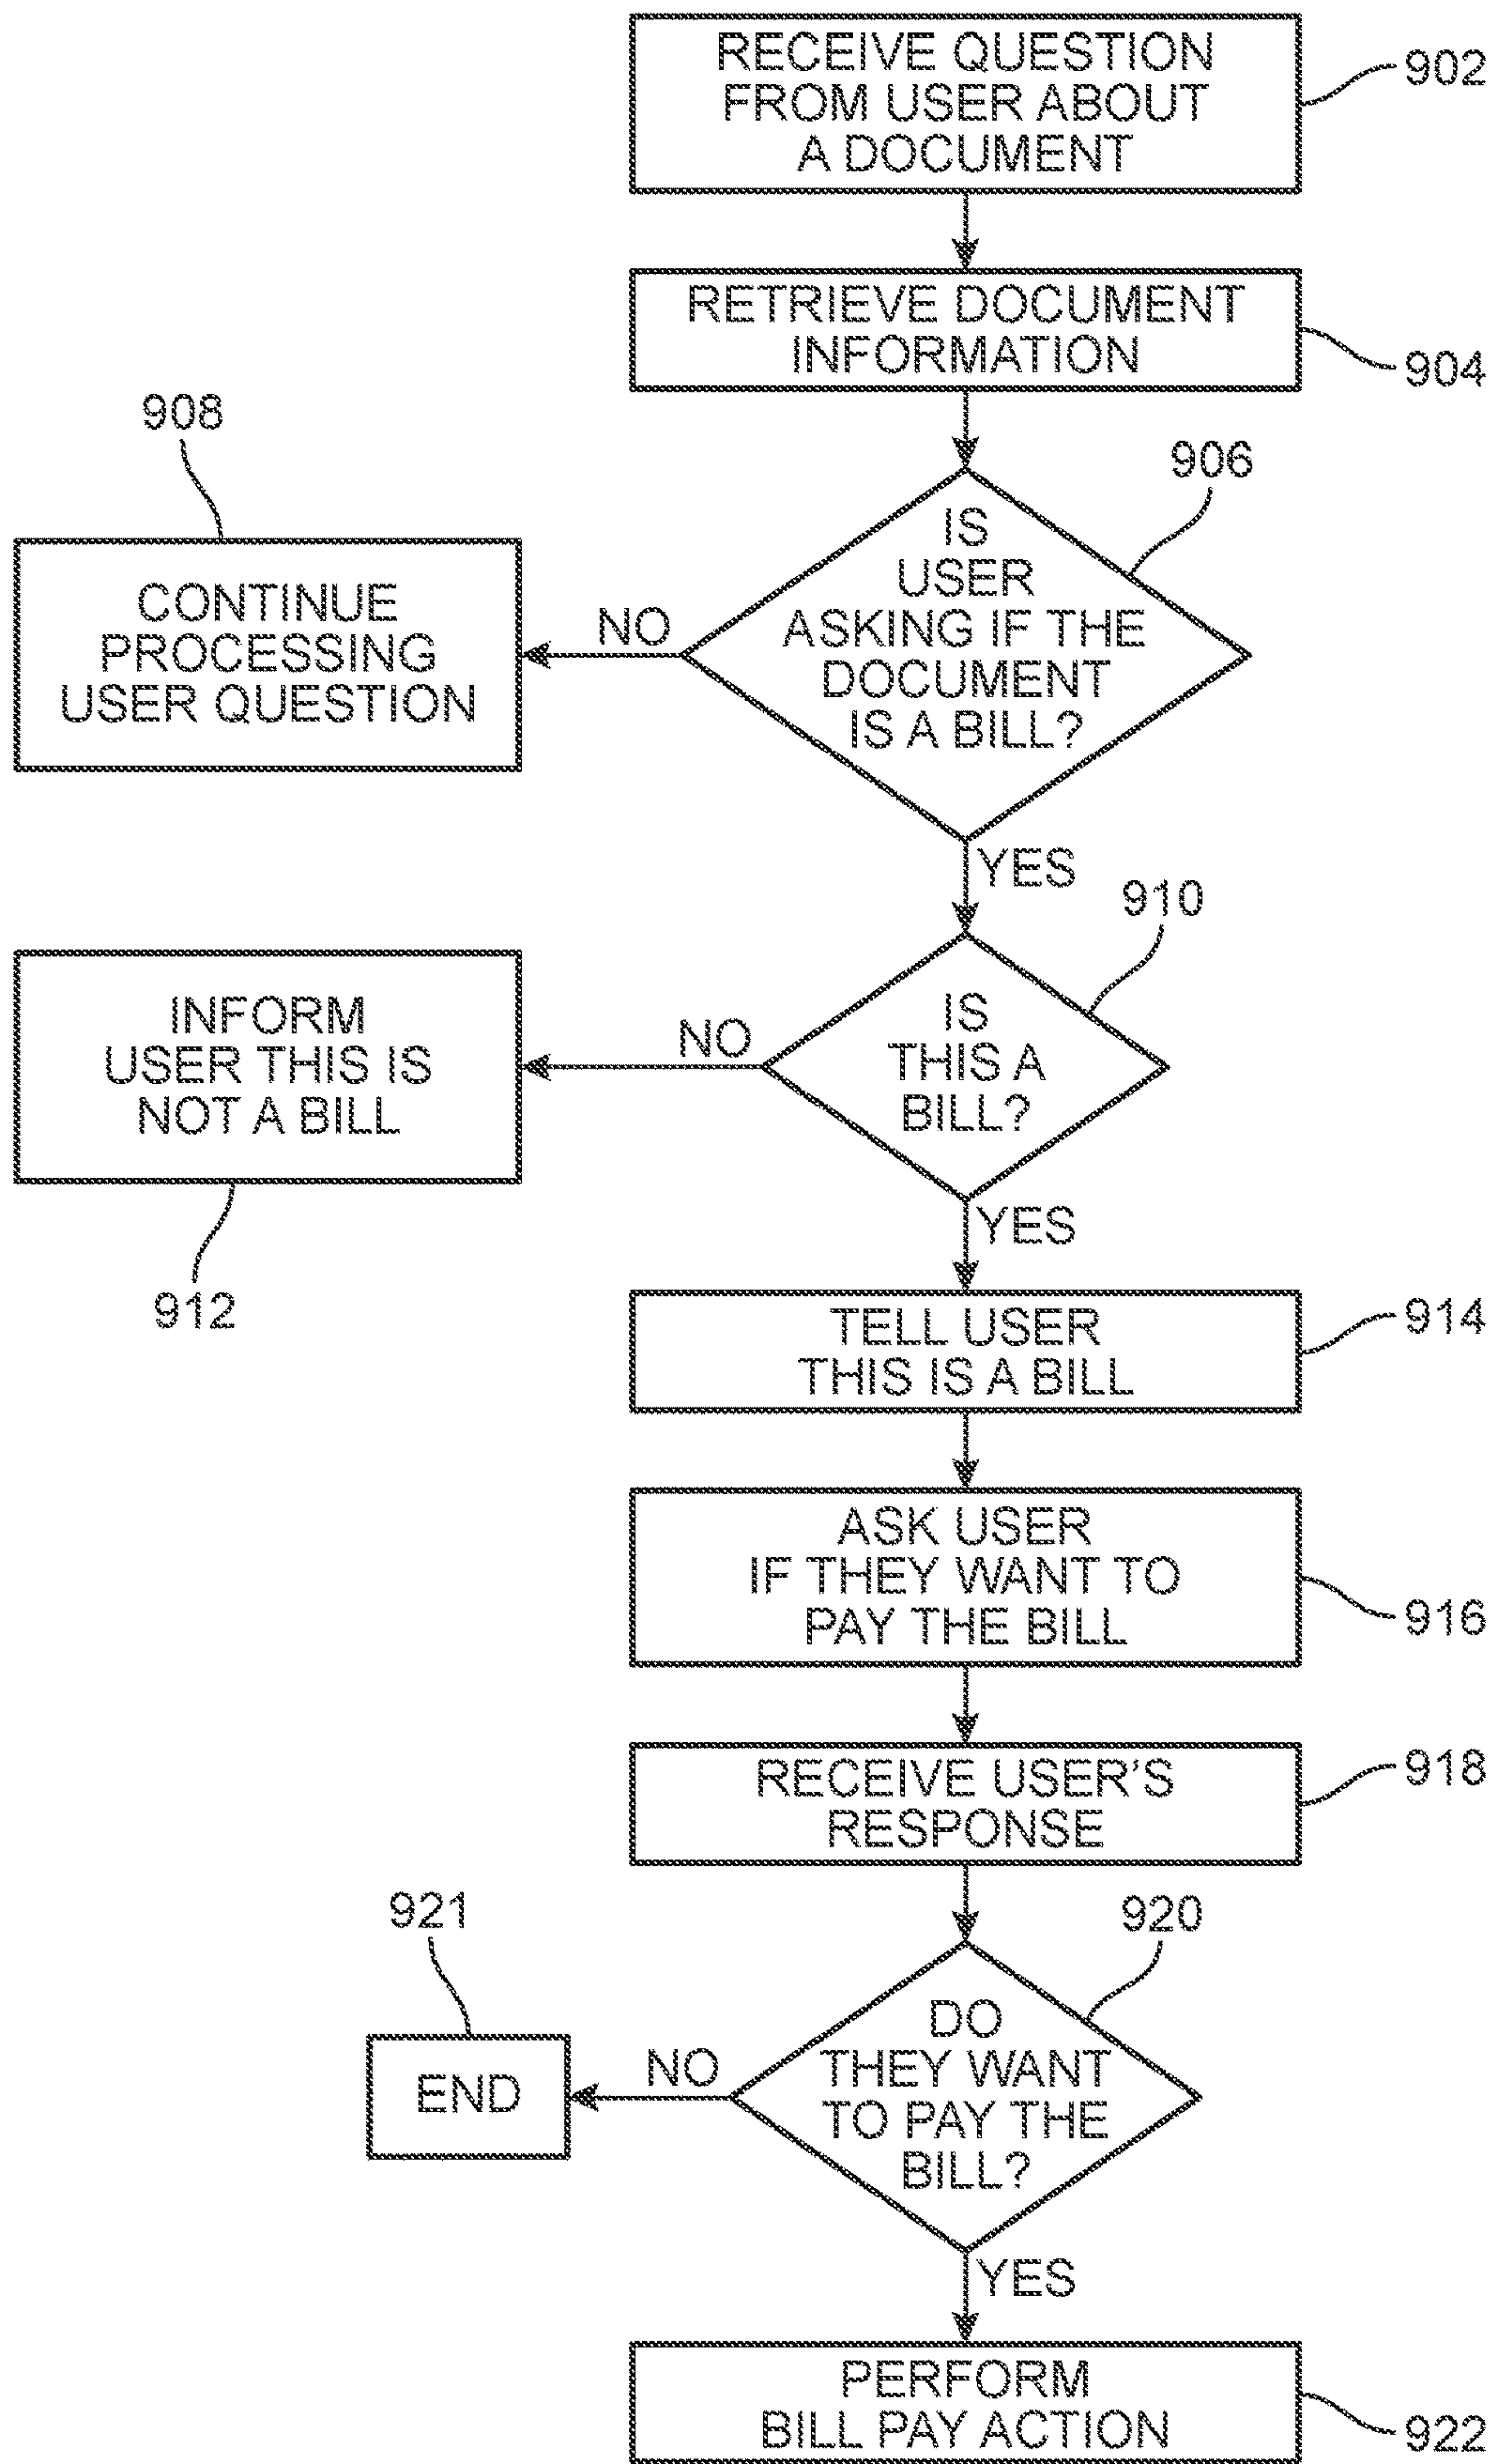 RECEIVE QUESTION
FROM USER ABOUT
A DOCUMENT
902
RETRIEVE DOCUMENT
INFORMATION
904
908
906
CONTINUE
PROCESSING
USER QUESTION
NO
IS
USER
ASKING IF THE
DOCUMENT
IS A BILL?
YES
910
INFORM
USER THIS IS
NOT A BILL
NO
IS
THIS A
BILL?
YES
912
TELL USER
THIS IS A BILL
914
ASK USER
IF THEY WANT TO
PAY THE BILL
916
RECEIVE USER'S
RESPONSE
918
921
920
END
NO
DO
THEY WANT
TO PAY THE
BILL?
YES
PERFORM
BILL PAY ACTION
922